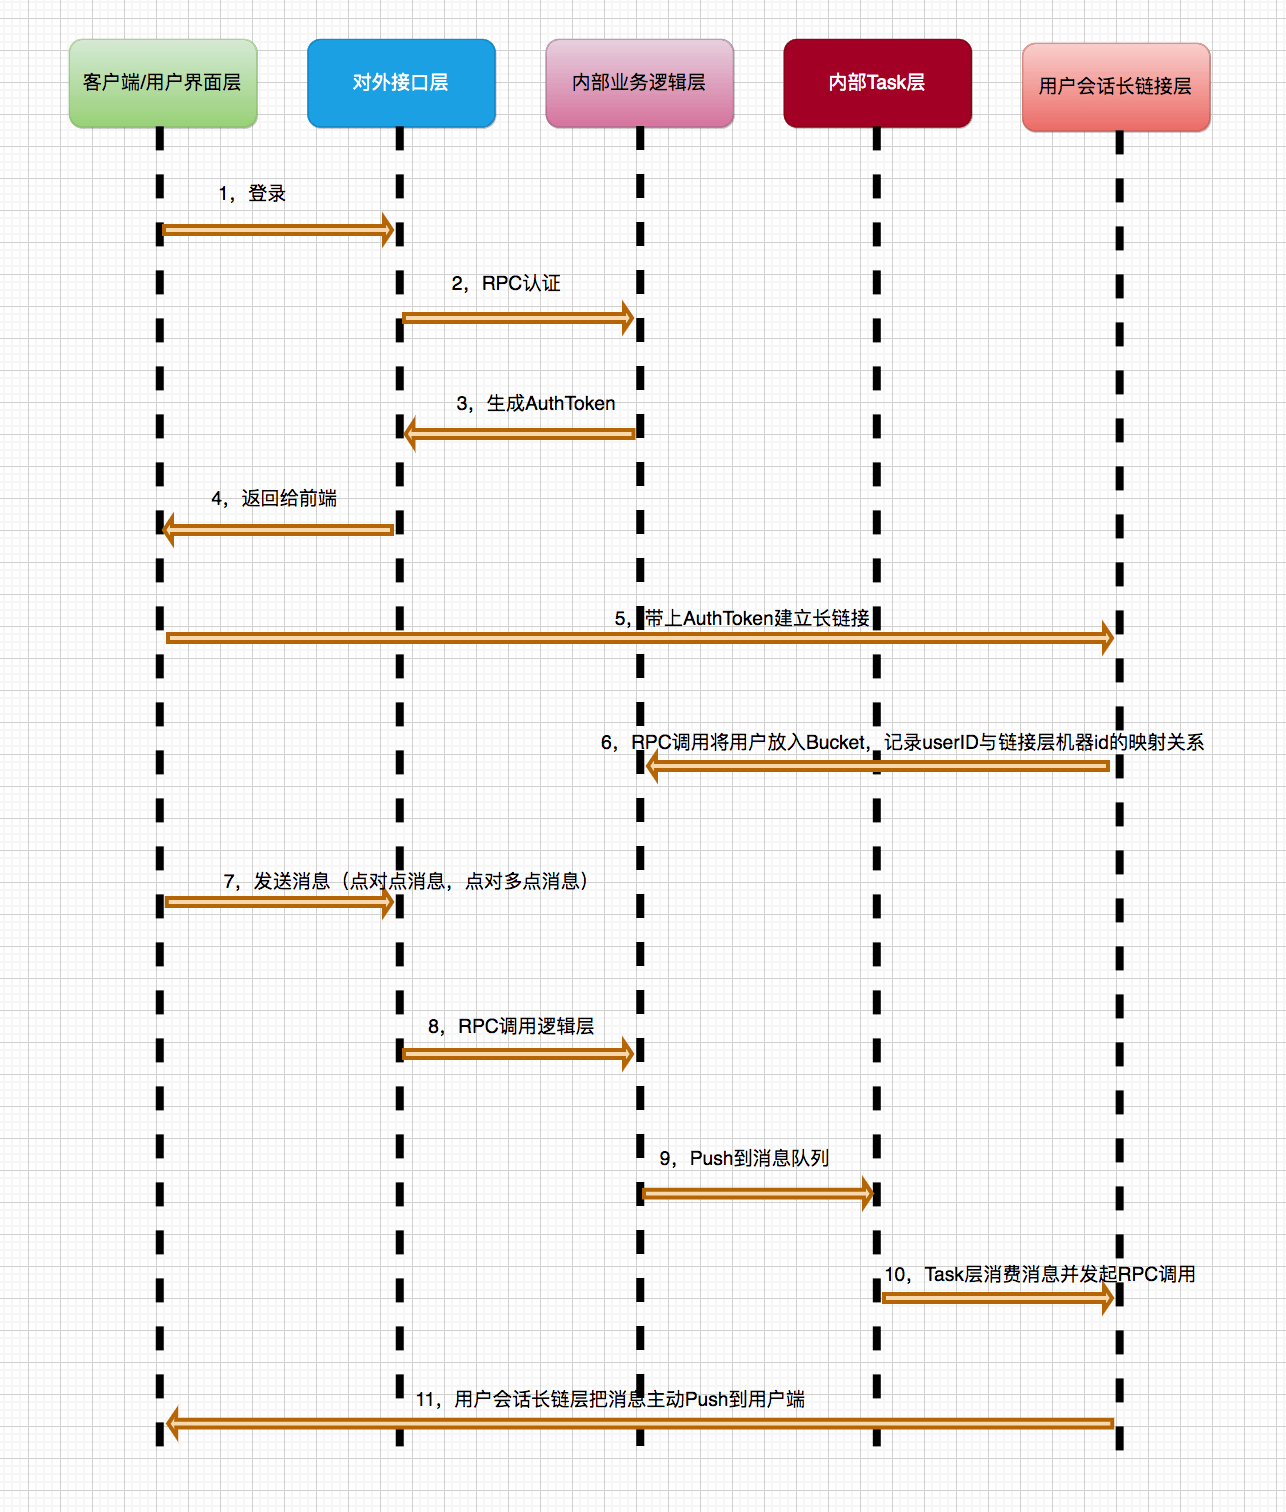 客户端/用户界面层
对外接口层
内部业务逻辑层
内部Task层
用户会话长链接层
1，登录
2，RPC认证
3，生成AuthToken
4，返回给前端
5，带上AuthToken建立长链接
6，RPC调用将用户放入Bucket，记录userID与链接层机器id的映射关系
7，发送消息（点对点消息，点对多点消息）
8，RPC调用逻辑层
9，Push到消息队列
10，Task层消费消息并发起RPC调用
11，用户会话长链层把消息主动Push到用户端